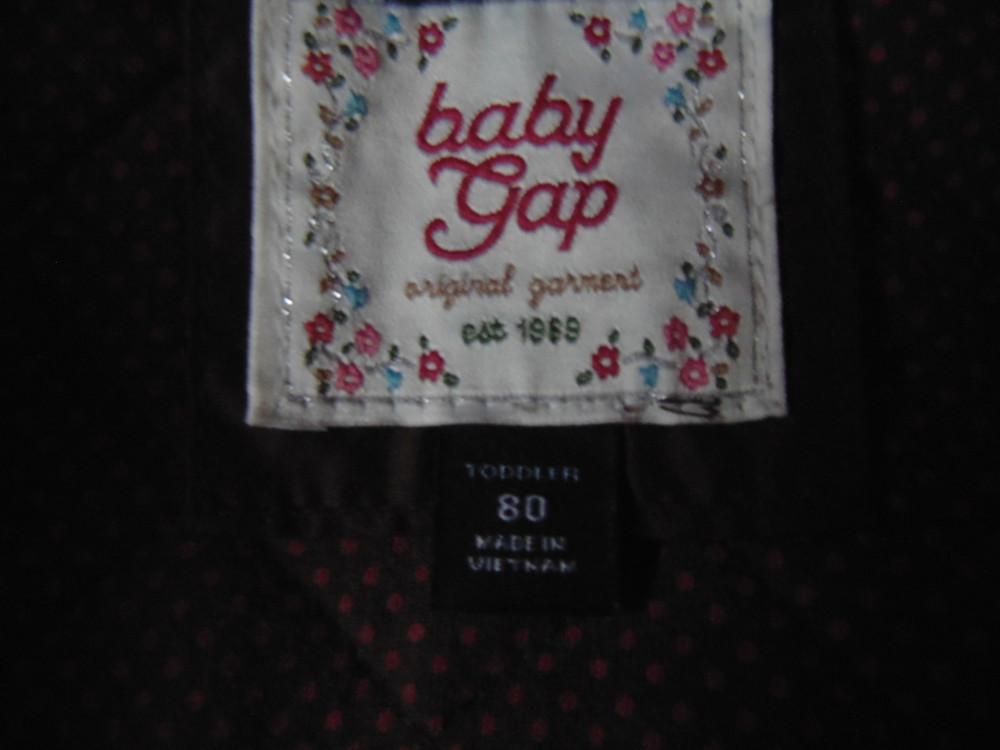 baby
Gap
original garment
est 1969
TODDLER
80
MADE IN
VIETNAM